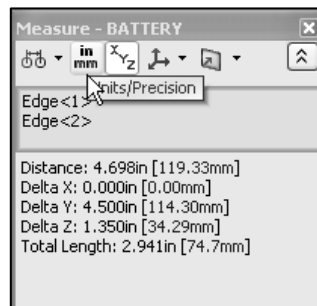 Measure - BATTERY
in
mm
X
Y
Z
Units/Precision
Edge<1>
Edge<2>
Distance: 4.698in [119.33mm]
Delta X: 0.000in [0.00mm]
Delta Y: 4.500in [114.30mm]
Delta Z: 1.350in [34.29mm]
Total Length: 2.941in [74.7mm]